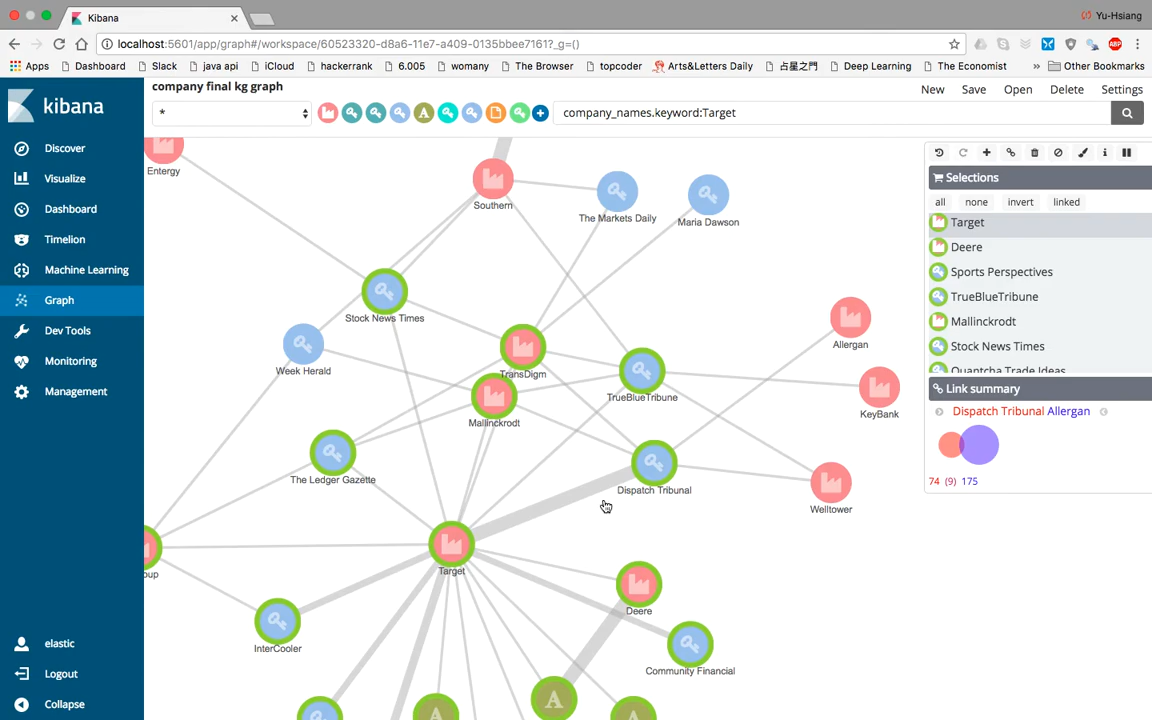 Kibana
Yu-Hsiang
localhost:5601/app/graph#/workspace/60523320-d8a6-11e7-a409-0135bbee7161?_g=()
ABP
Apps Dashboard Slack java api iCloud hackerrank 6.005 womany The Browser topcoder Arts&Letters Daily 占星之門 Deep Learning The Economist » Other Bookmarks
kibana
company final kg graph
New Save Open Delete Settings
*
company_names.keyword:Target
Discover
Visualize
Dashboard
Timelion
Machine Learning
Graph
Dev Tools
Monitoring
Management
elastic
Logout
Collapse
Entergy
Southern
The Markets Daily
Maria Dawson
Stock News Times
Week Herald
TransDigm
Mallinckrodt
TrueBlueTribune
Allergan
KeyBank
The Ledger Gazette
Dispatch Tribunal
Welltower
Target
oup
Deere
InterCooler
Community Financial
A
A
A
Selections
all none invert linked
Target
Deere
Sports Perspectives
TrueBlueTribune
Mallinckrodt
Stock News Times
Quantcha Trade Ideas
Link summary
Dispatch Tribunal Allergan
74 (9) 175